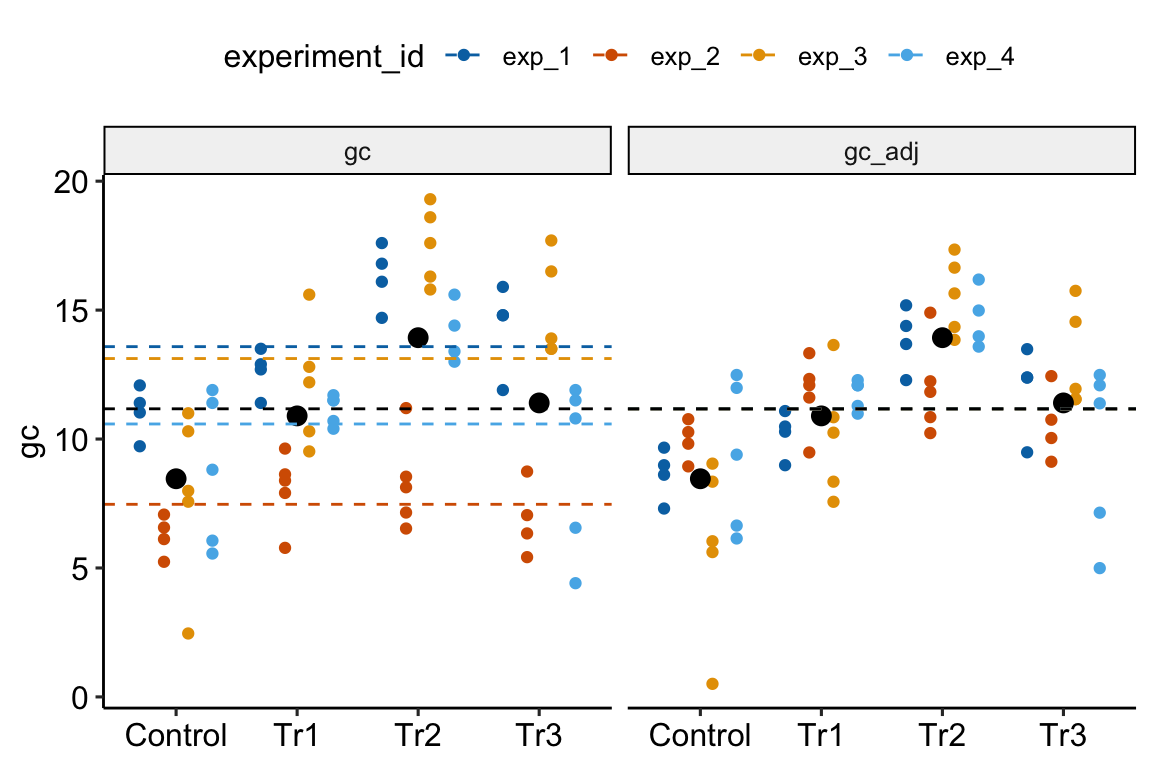 experiment_id exp_1 exp_2 exp_3 exp_4
gc gc_adj
20
15
10
5
0
gc
Control Tr1 Tr2 Tr3 Control Tr1 Tr2 Tr3